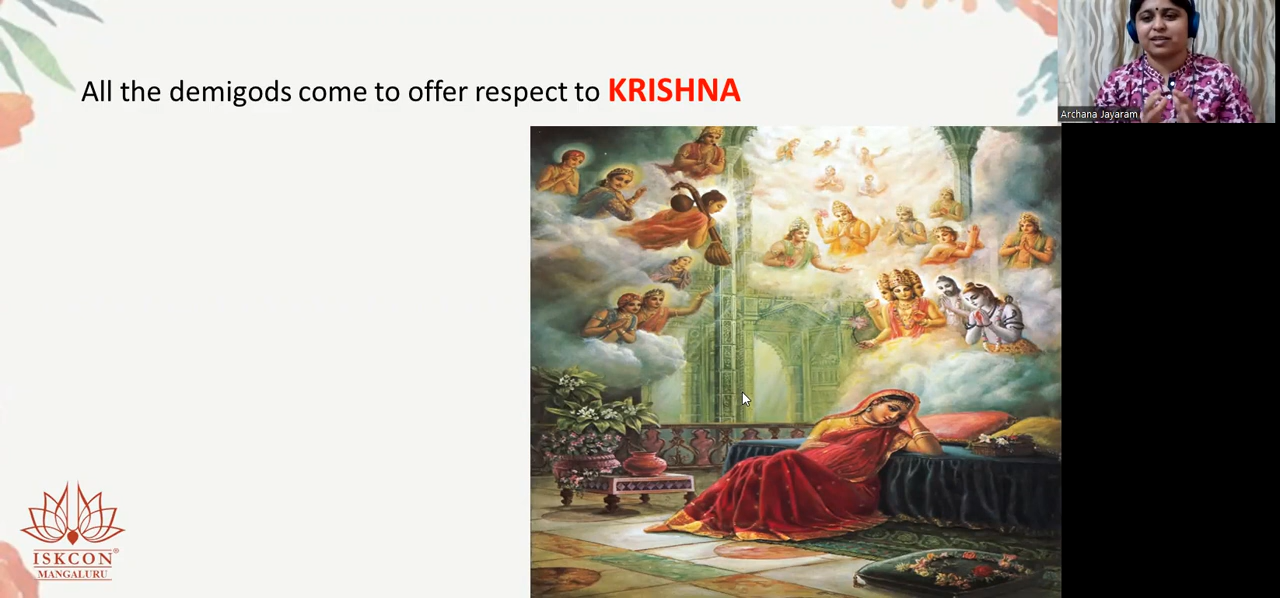 All the demigods come to offer respect to KRISHNA
Archana Jayaram
ISKCON®
MANGALURU